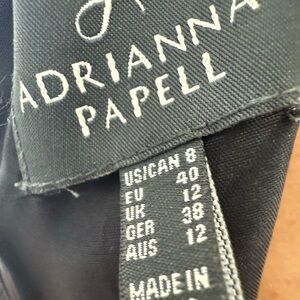 ADRIANNA
PAPELL
US/CAN 8
EU 40
UK 12
GER 38
AUS 12
MADE IN